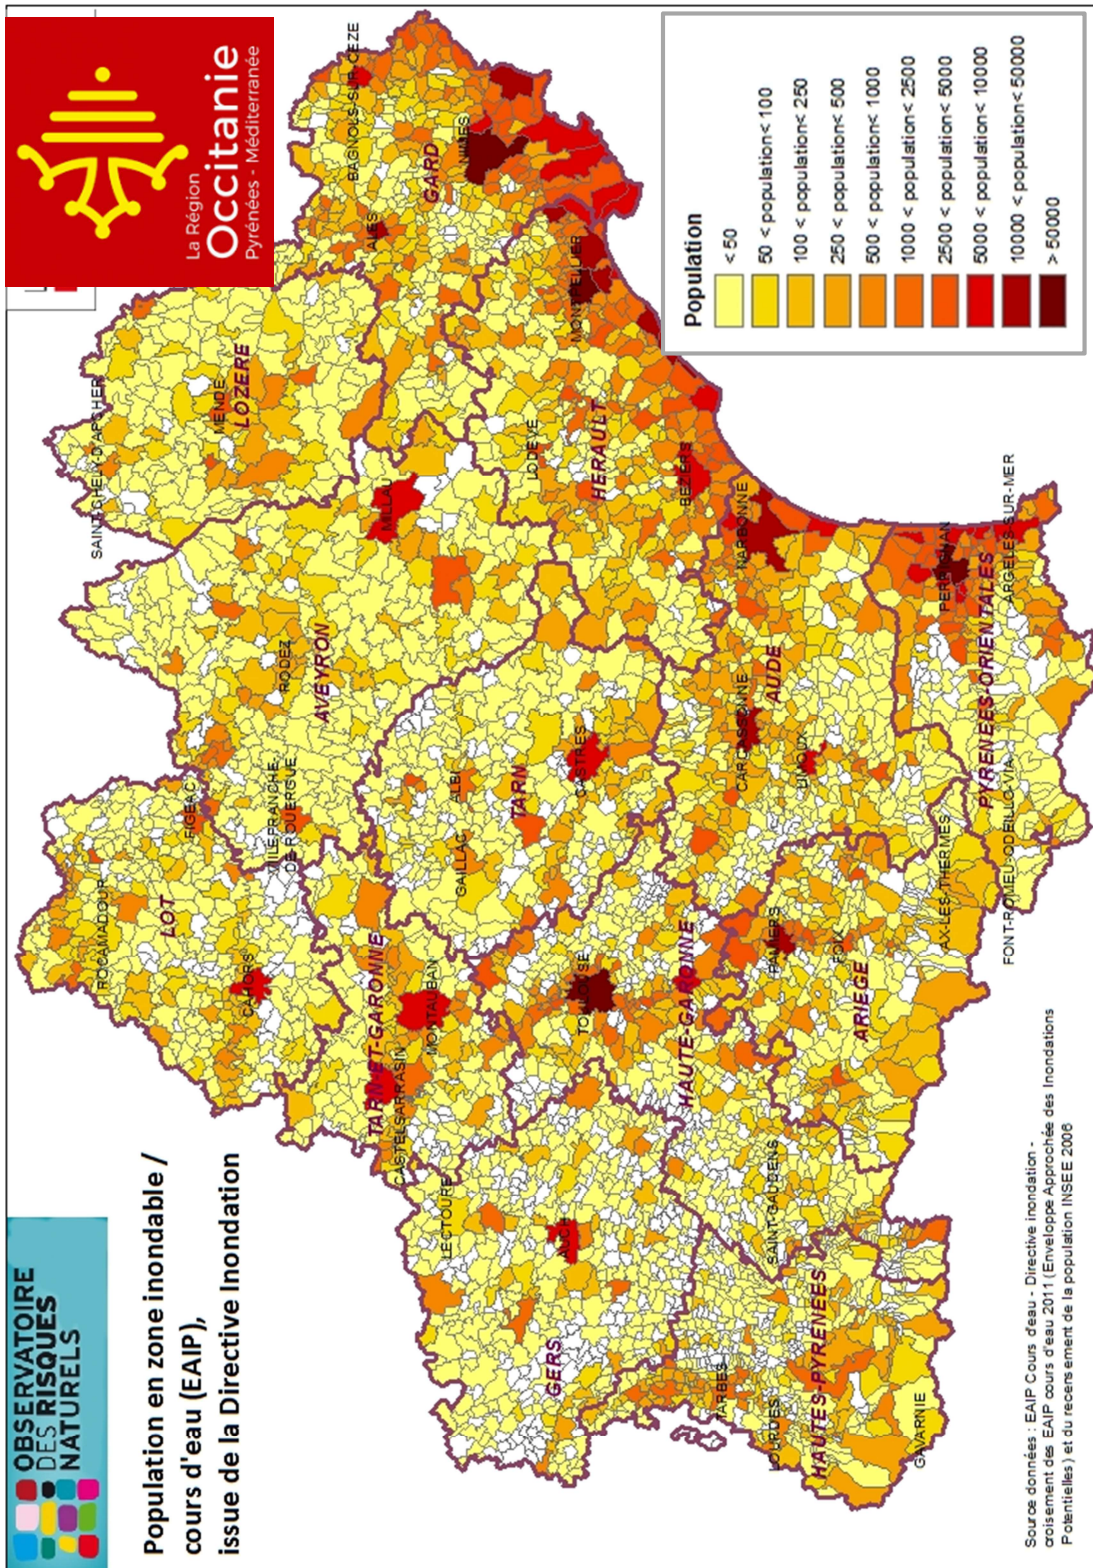 OBSERVATOIRE
DES RISQUES
NATURELS
Population en zone inondable /
cours d'eau (EAIP),
issue de la Directive Inondation
La Région
Occitanie
Pyrénées - Méditerranée
SAINT-CHELY-D'APSHER
ROCAMADOUR
LOT
FIGEAC
CAHORS
MENDE
LOZERE
BAGNOLS-SUR-CEZE
ALES
GARD
NIMES
VILLEFRANCHE
DE ROUERGUE
RODEZ
AVEYRON
MILLAU
TARN-ET-GARONNE
CASTELSARRASIN
MONTAUBAN
LECTOURE
GAILLAC
ALBI
TARN
CASTRES
LODEVE
HERAULT
MONTPELLIER
BEZIERS
GERS
AUCH
TOULOUSE
HAUTE-GARONNE
TARBES
LOURDES
HAUTES-PYRENEES
GAVARNIE
SAINT-GAUDENS
PAMIERS
FOIX
ARIEGE
AX-LES-THERMES
CARCASSONNE
AUDE
LIMOUX
NARBONNE
PERPIGNAN
PYRENEES-ORIENTALES
ARGELES-SUR-MER
FONT-ROMEU-ODEILLO-VIA
Population
< 50
50 < population< 100
100 < population< 250
250 < population< 500
500 < population< 1000
1000 < population< 2500
2500 < population< 5000
5000 < population< 10000
10000 < population< 50000
> 50000
Source données : EAIP Cours d'eau - Directive inondation -
croisement des EAIP cours d'eau 2011 (Enveloppe Approchée des Inondations
Potentielles) et du recensement de la population INSEE 2006